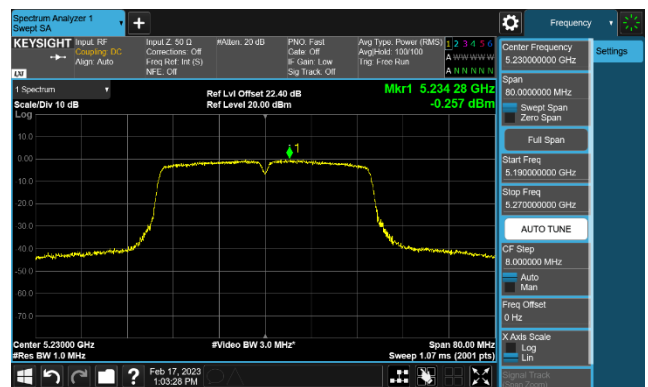 Spectrum Analyzer 1
Swept SA
+
Frequency
KEYSIGHT
Input: RF
Coupling: DC
Align: Auto
Input Z: 50 Ω
Corrections: Off
Freq Ref: Int (S)
NFE: Off
#Atten: 20 dB
PNO: Fast
Gate: Off
IF Gain: Low
Sig Track: Off
Avg Type: Power (RMS)
Avg|Hold: 100/100
Trig: Free Run
1 2 3 4 5 6
A W W W W W
A N N N N N
LXI
1 Spectrum
Scale/Div 10 dB
Log
Ref Lvl Offset 22.40 dB
Ref Level 20.00 dBm
Mkr1 5.234 28 GHz
-0.257 dBm
1
10.0
0.00
-10.0
-20.0
-30.0
-40.0
-50.0
-60.0
-70.0
Center 5.23000 GHz
#Res BW 1.0 MHz
#Video BW 3.0 MHz*
Span 80.00 MHz
Sweep 1.07 ms (2001 pts)
Center Frequency
5.230000000 GHz
Settings
Span
80.0000000 MHz
Swept Span
Zero Span
Full Span
Start Freq
5.190000000 GHz
Stop Freq
5.270000000 GHz
AUTO TUNE
CF Step
8.000000 MHz
Auto
Man
Freq Offset
0 Hz
X Axis Scale
Log
Lin
Signal Track
(Span Zoom)
?
Feb 17, 2023
1:03:28 PM